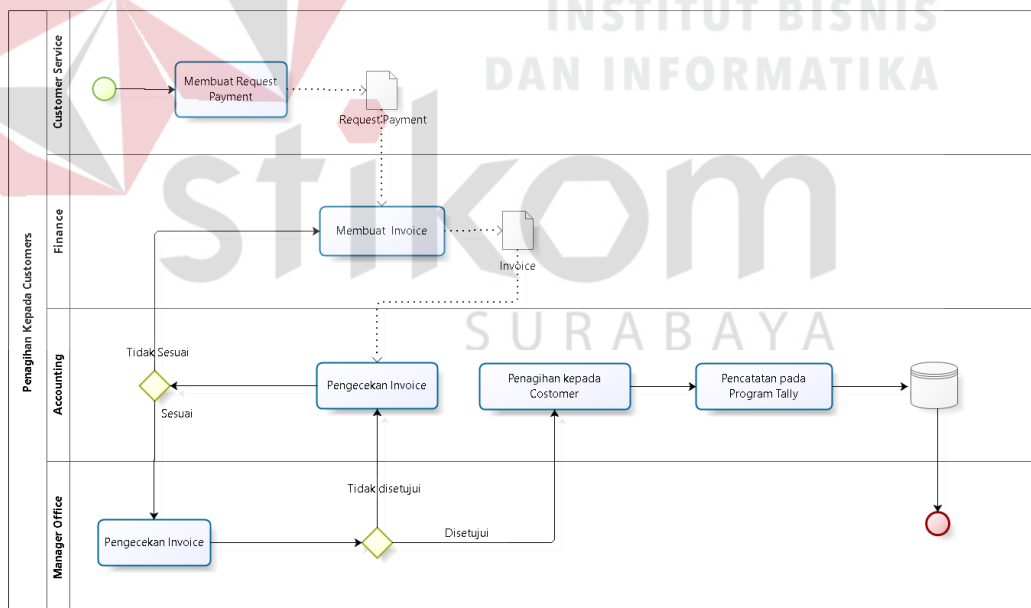 INSTITUT BISNIS
DAN INFORMATIKA
stikom
SURABAYA
Penagihan Kepada Customers
Customer Service
Membuat Request
Payment
Request Payment
Finance
Membuat Invoice
Invoice
Accounting
Tidak Sesuai
Sesuai
Pengecekan Invoice
Penagihan kepada
Costomer
Pencatatan pada
Program Tally
Manager Office
Pengecekan Invoice
Tidak disetujui
Disetujui